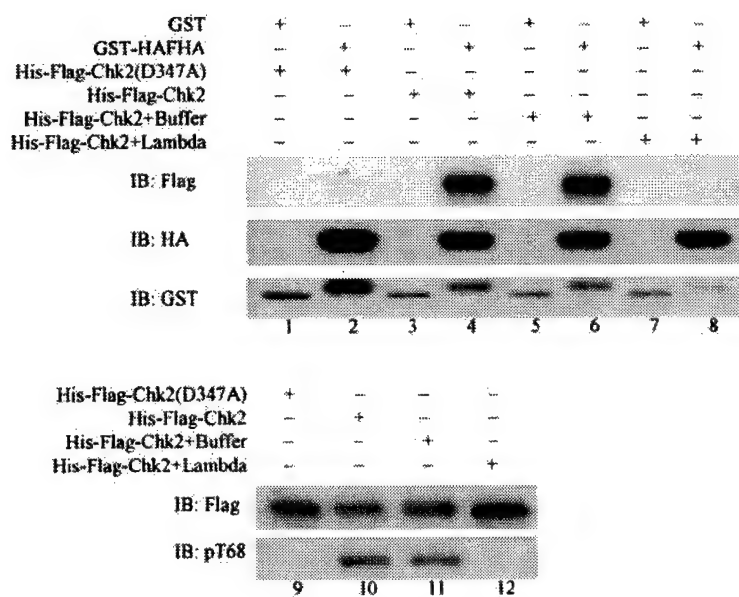 GST + – + – + – + –
GST-HAFHA – + – + – + – +
His-Flag-Chk2(D347A) + + – – – – – –
His-Flag-Chk2 – – + + – – – –
His-Flag-Chk2+Buffer – – – – + + – –
His-Flag-Chk2+Lambda – – – – – – + +
IB: Flag
IB: HA
IB: GST
1 2 3 4 5 6 7 8
His-Flag-Chk2(D347A) + – – –
His-Flag-Chk2 – + – –
His-Flag-Chk2+Buffer – – + –
His-Flag-Chk2+Lambda – – – +
IB: Flag
IB: pT68
9 10 11 12